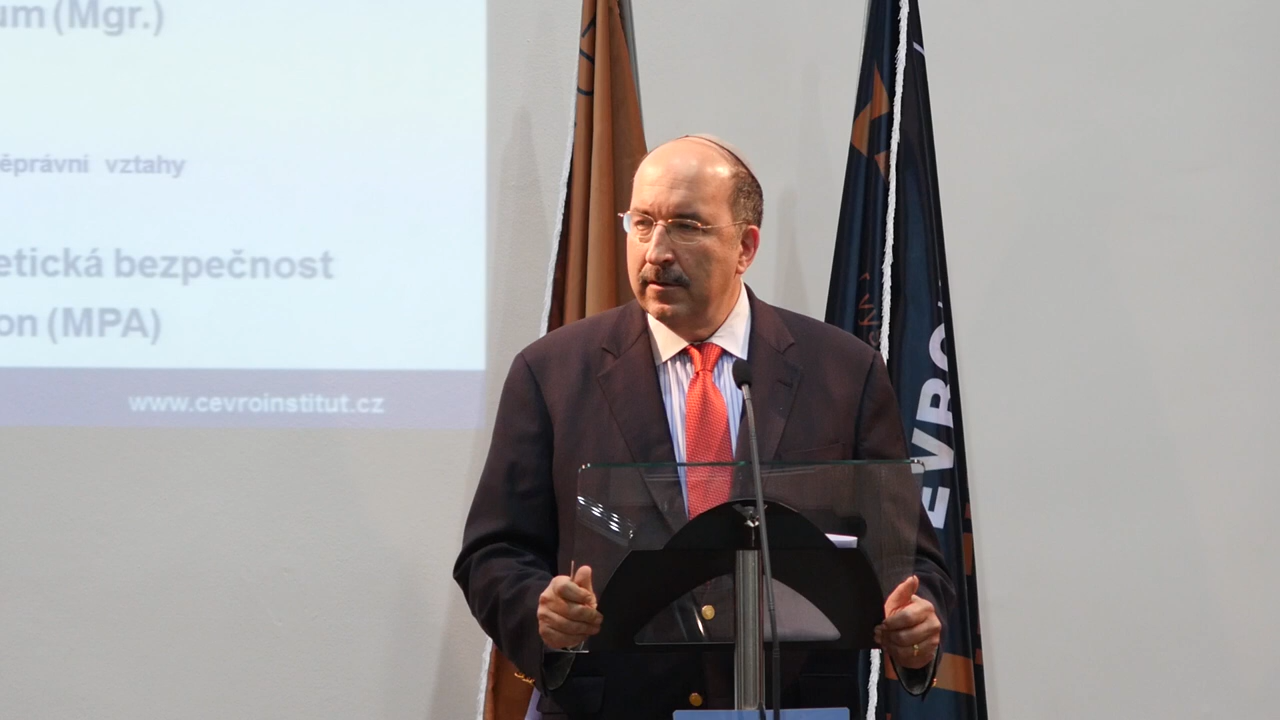 um (Mgr.)
ěprávní vztahy
etická bezpečnost
on (MPA)
www.cevroinstitut.cz
EVRO